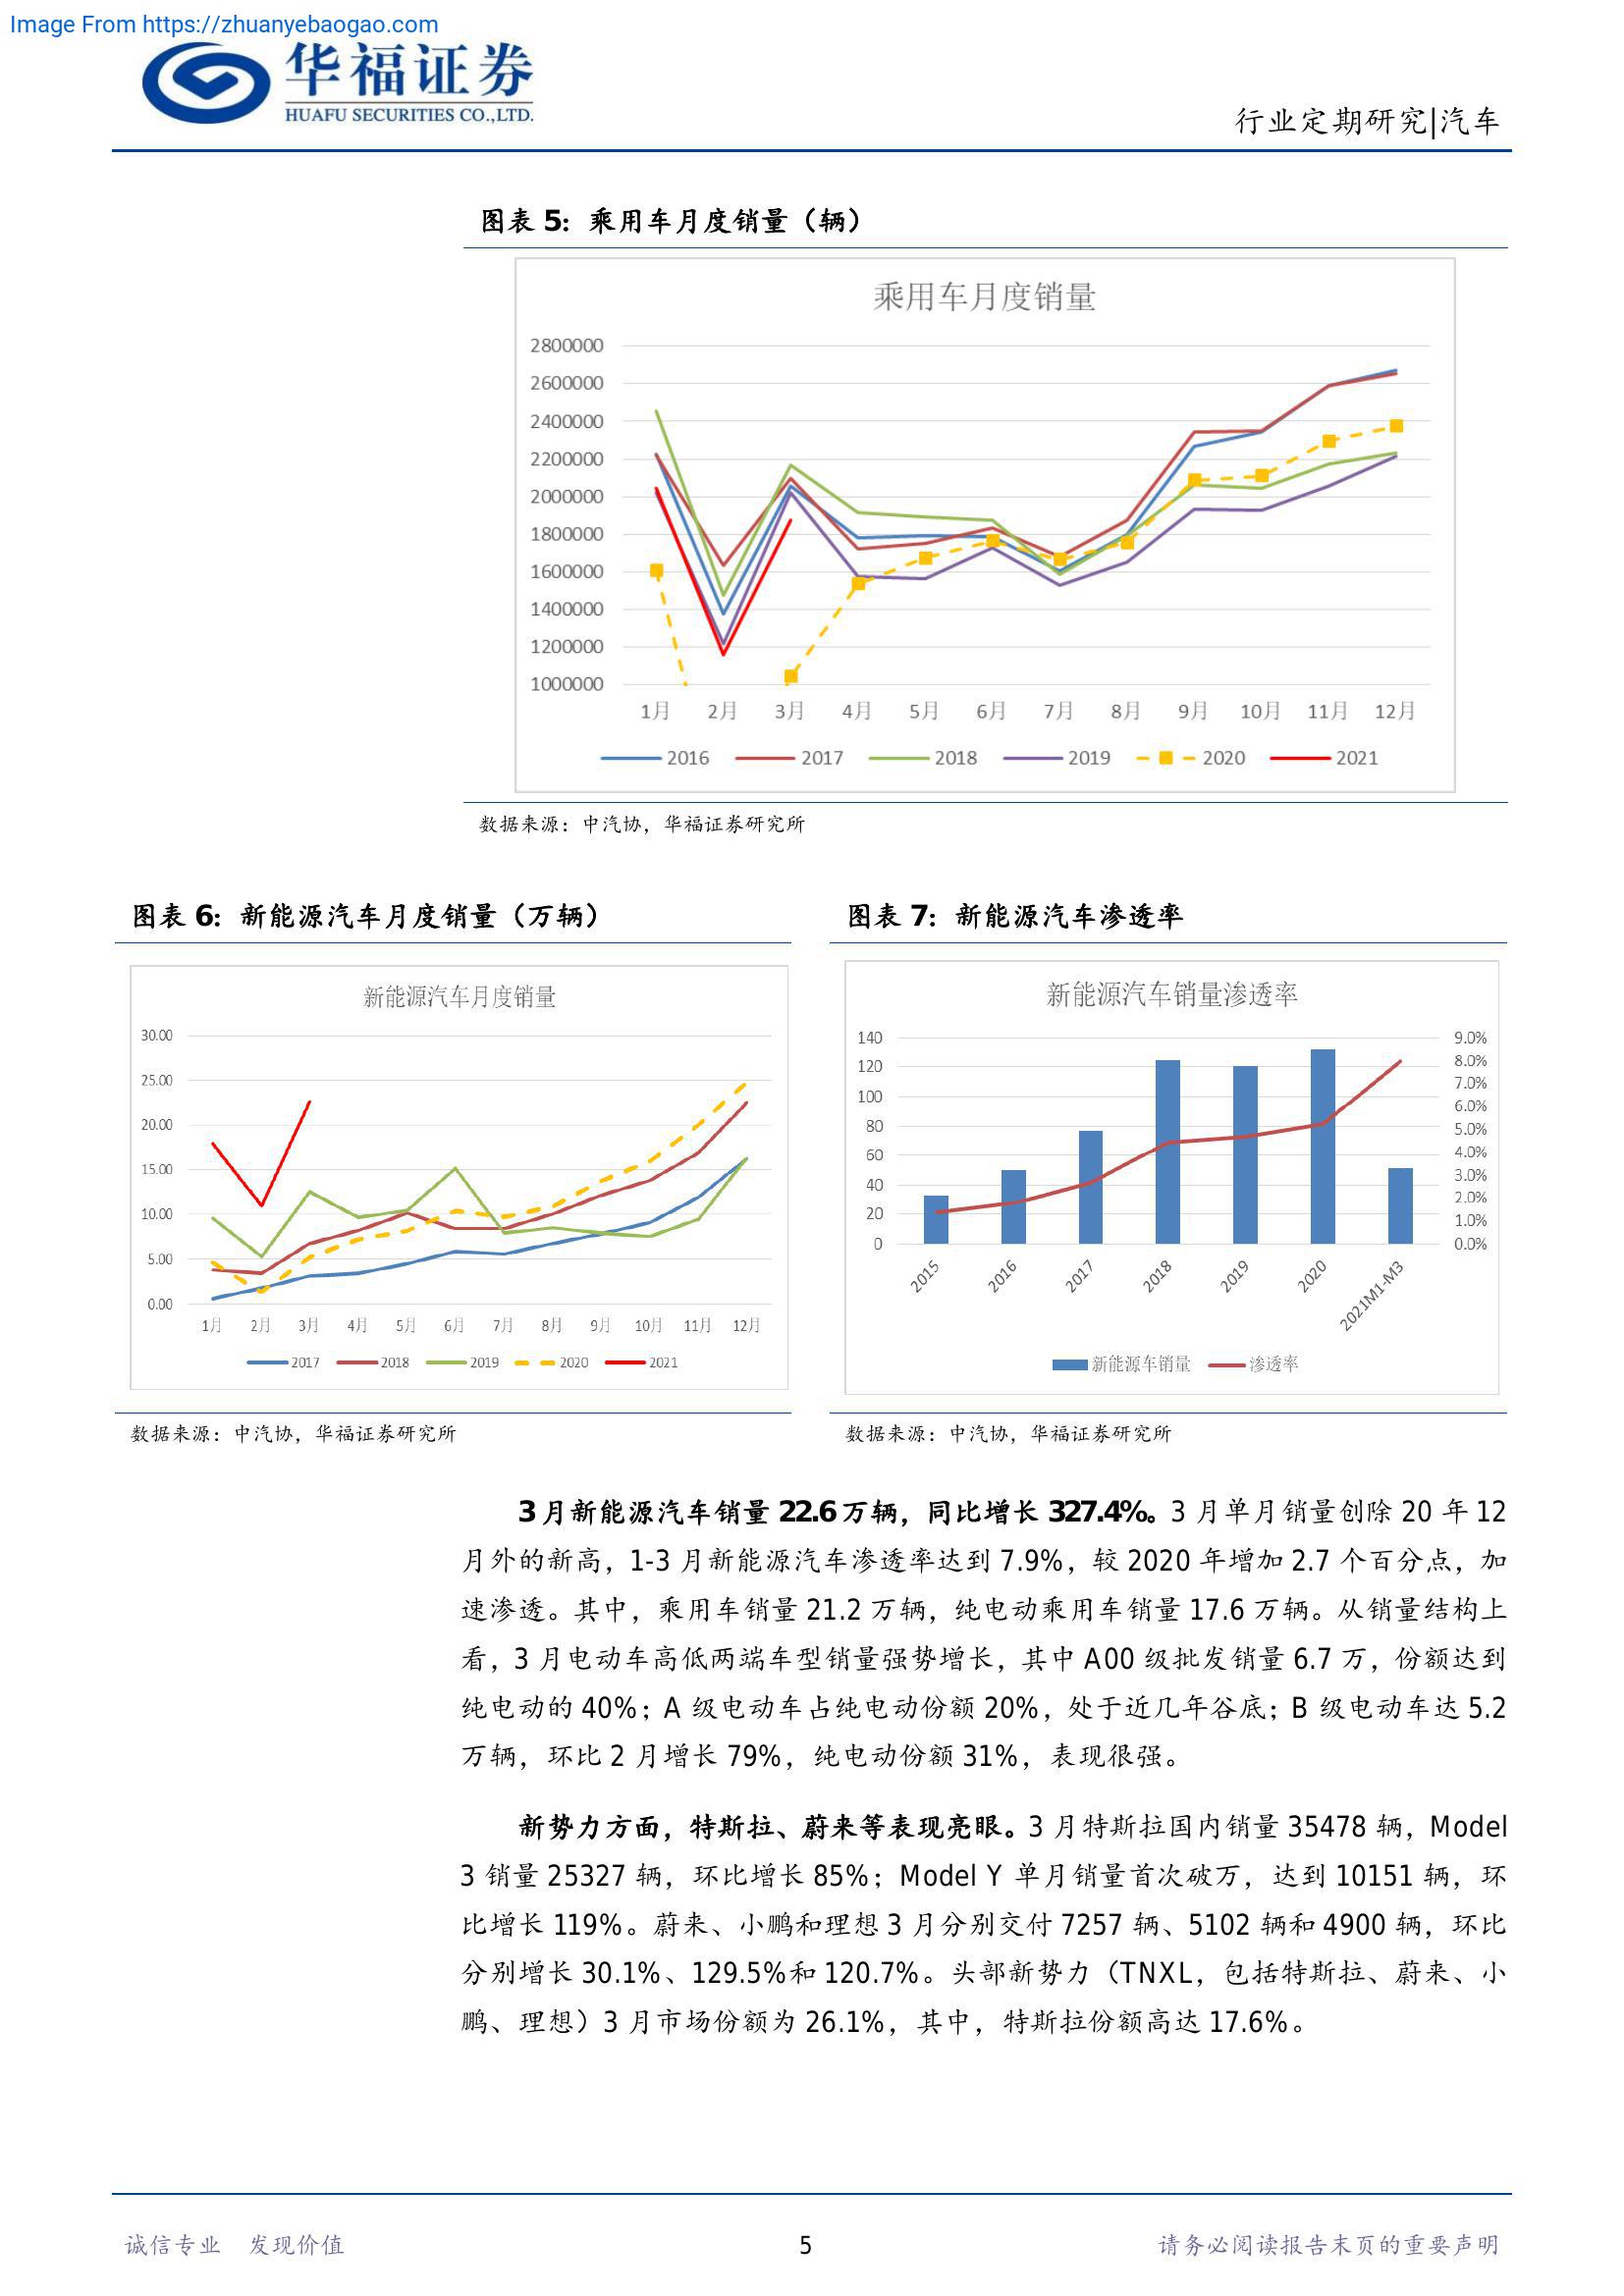 Image From https://zhuanyebaogao.com
华福证券
HUAFU SECURITIES CO.,LTD.
行业定期研究|汽车
图表 5：乘用车月度销量（辆）
乘用车月度销量
2800000
2600000
2400000
2200000
2000000
1800000
1600000
1400000
1200000
1000000
1月 2月 3月 4月 5月 6月 7月 8月 9月 10月 11月 12月
2016 2017 2018 2019 2020 2021
数据来源：中汽协，华福证券研究所
图表 6：新能源汽车月度销量（万辆）
新能源汽车月度销量
30.00
25.00
20.00
15.00
10.00
5.00
0.00
1月 2月 3月 4月 5月 6月 7月 8月 9月 10月 11月 12月
2017 2018 2019 2020 2021
数据来源：中汽协，华福证券研究所
图表 7：新能源汽车渗透率
新能源汽车销量渗透率
140
120
100
80
60
40
20
0
9.0%
8.0%
7.0%
6.0%
5.0%
4.0%
3.0%
2.0%
1.0%
0.0%
2015 2016 2017 2018 2019 2020 2021M1-M3
新能源车销量 渗透率
数据来源：中汽协，华福证券研究所
3 月新能源汽车销量 22.6 万辆，同比增长 327.4%。3 月单月销量创除 20 年 12
月外的新高，1-3 月新能源汽车渗透率达到 7.9%，较 2020 年增加 2.7 个百分点，加
速渗透。其中，乘用车销量 21.2 万辆，纯电动乘用车销量 17.6 万辆。从销量结构上
看，3 月电动车高低两端车型销量强势增长，其中 A00 级批发销量 6.7 万，份额达到
纯电动的 40%；A 级电动车占纯电动份额 20%，处于近几年谷底；B 级电动车达 5.2
万辆，环比 2 月增长 79%，纯电动份额 31%，表现很强。
新势力方面，特斯拉、蔚来等表现亮眼。3 月特斯拉国内销量 35478 辆，Model
3 销量 25327 辆，环比增长 85%；Model Y 单月销量首次破万，达到 10151 辆，环
比增长 119%。蔚来、小鹏和理想 3 月分别交付 7257 辆、5102 辆和 4900 辆，环比
分别增长 30.1%、129.5%和 120.7%。头部新势力（TNXL，包括特斯拉、蔚来、小
鹏、理想）3 月市场份额为 26.1%，其中，特斯拉份额高达 17.6%。
诚信专业 发现价值
5
请务必阅读报告末页的重要声明